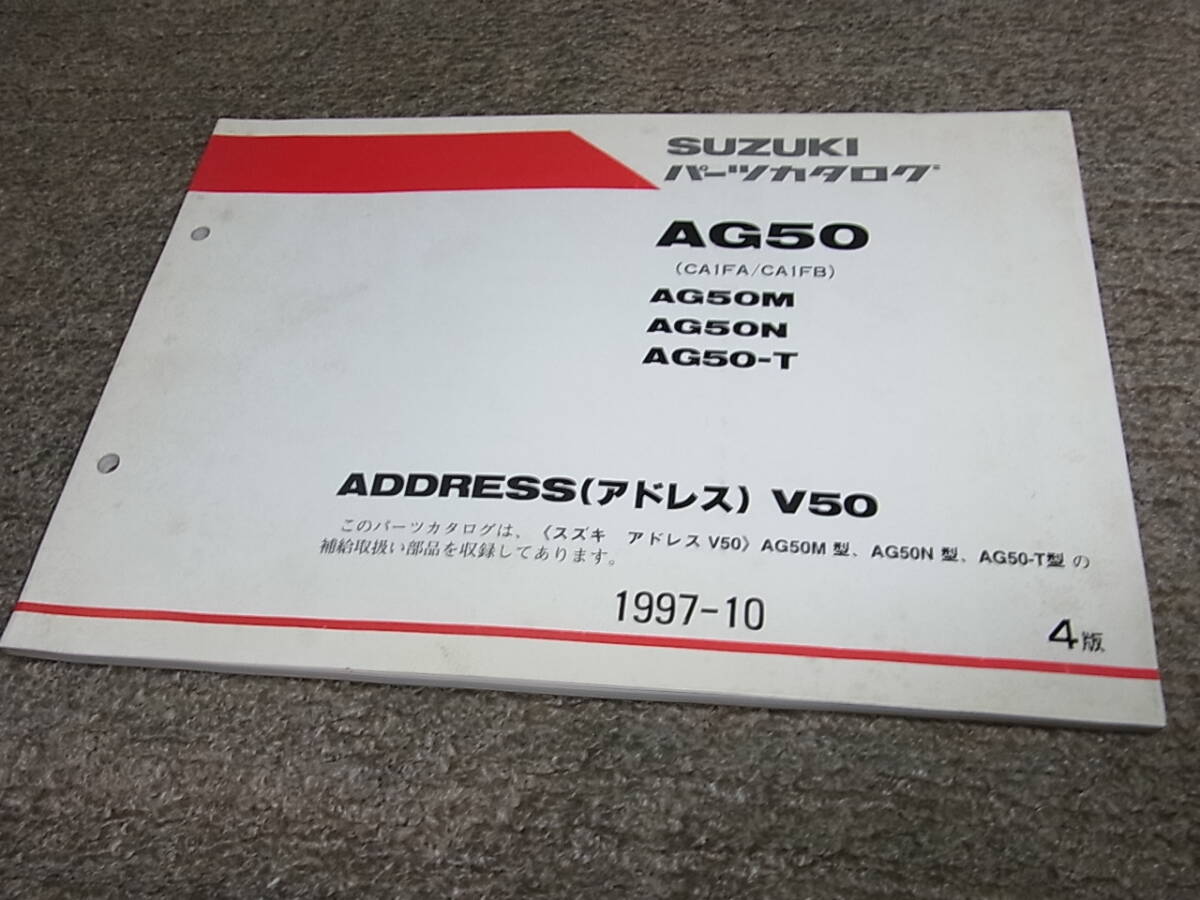 SUZUKI
パーツカタログ
AG50
(CA1FA/CA1FB)
AG50M
AG50N
AG50-T
ADDRESS(アドレス) V50
このパーツカタログは、《スズキ アドレス V50》AG50M 型、AG50N 型、AG50-T型 の
補給取扱い部品を収録してあります。
1997-10
4版